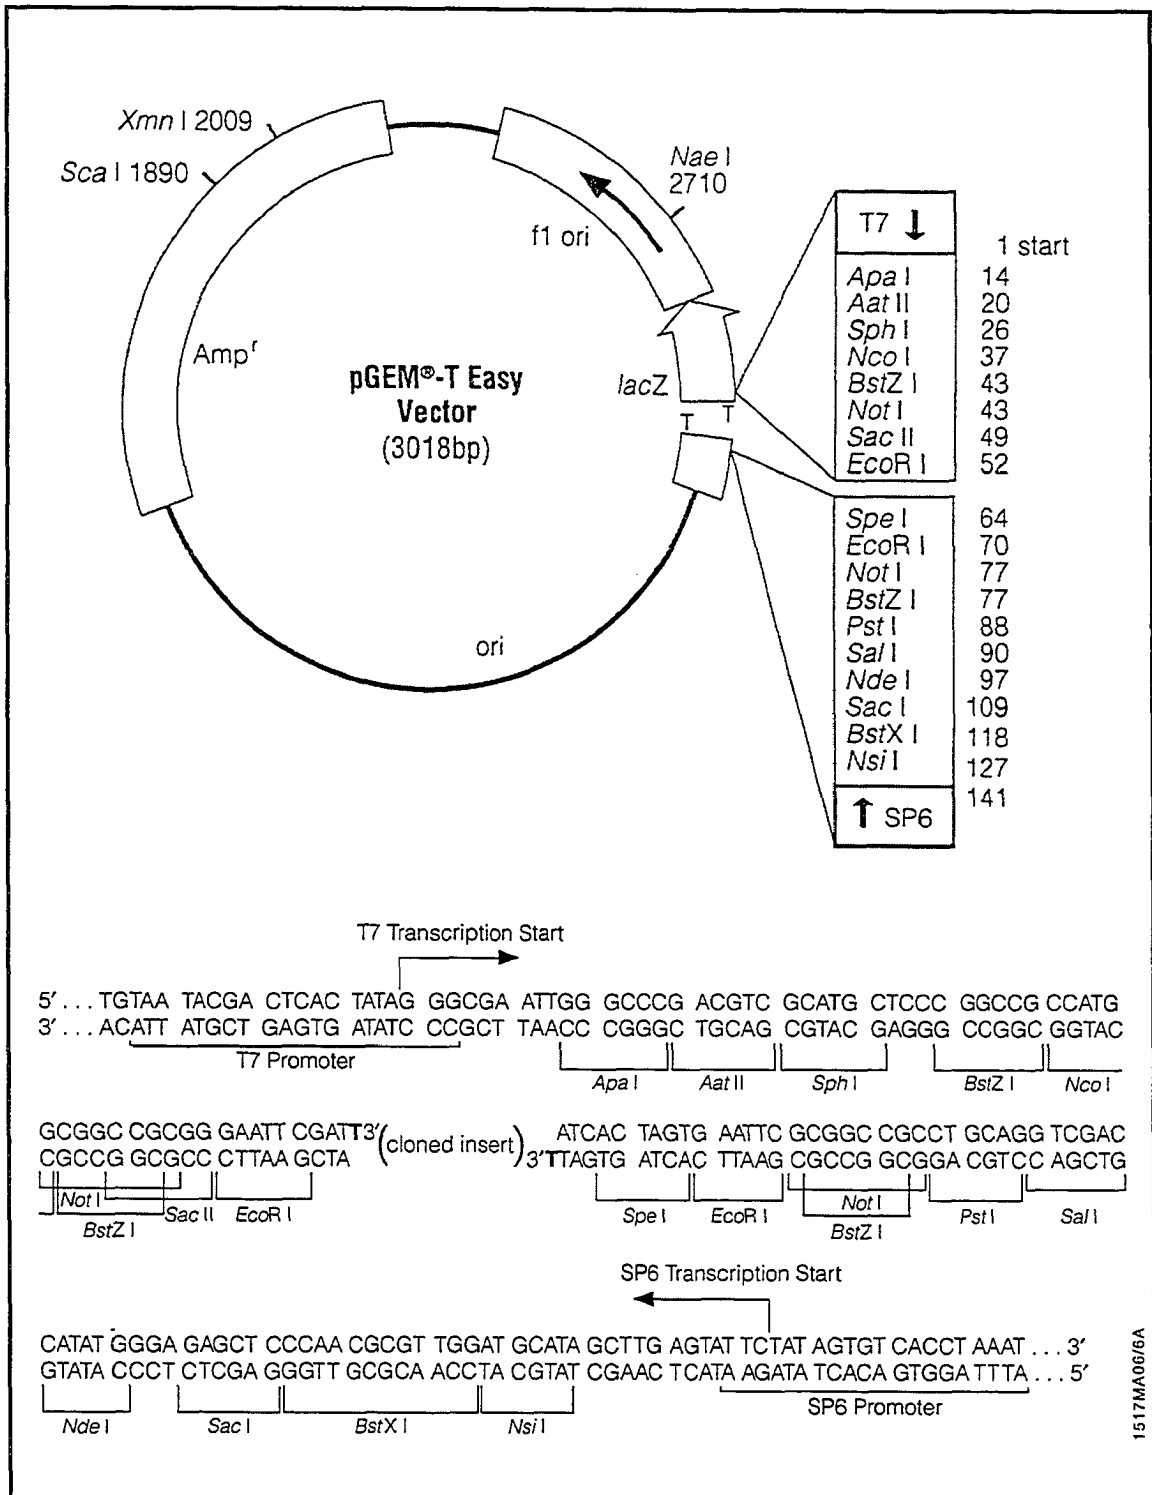 Xmn I 2009
Sca I 1890
Nae I
2710
f1 ori
Ampr
pGEM®-T Easy
Vector
(3018bp)
lacZ
T T
ori
T7 ↓
1 start
Apa I 14
Aat II 20
Sph I 26
Nco I 37
BstZ I 43
Not I 43
Sac II 49
EcoR I 52
Spe I 64
EcoR I 70
Not I 77
BstZ I 77
Pst I 88
Sal I 90
Nde I 97
Sac I 109
BstX I 118
Nsi I 127
141
↑ SP6
T7 Transcription Start
5′ . . . TGTAA TACGA CTCAC TATAG GGCGA ATTGG GCCCG ACGTC GCATG CTCCC GGCCG CCATG
3′ . . . ACATT ATGCT GAGTG ATATC CCGCT TAACC CGGGC TGCAG CGTAC GAGGG CCGGC GGTAC
T7 Promoter
Apa I Aat II Sph I BstZ I Nco I
GCGGC CGCGG GAATT CGATT3′ (cloned insert) ATCAC TAGTG AATTC GCGGC CGCCT GCAGG TCGAC
CGCCG GCGCC CTTAA GCTA 3′TTAGTG ATCAC TTAAG CGCCG GCGGA CGTCC AGCTG
Not I
BstZ I
Sac II EcoR I
Spe I EcoR I
Not I
BstZ I
Pst I Sal I
SP6 Transcription Start
CATAT GGGA GAGCT CCCAA CGCGT TGGAT GCATA GCTTG AGTAT TCTAT AGTGT CACCT AAAT . . . 3′
GTATA CCCT CTCGAG GGTT GCGCA ACCTA CGTAT CGAACT CATA AGATA TCACA GTGGA TTTA . . . 5′
Nde I Sac I BstX I Nsi I
SP6 Promoter
1517MA06/6A